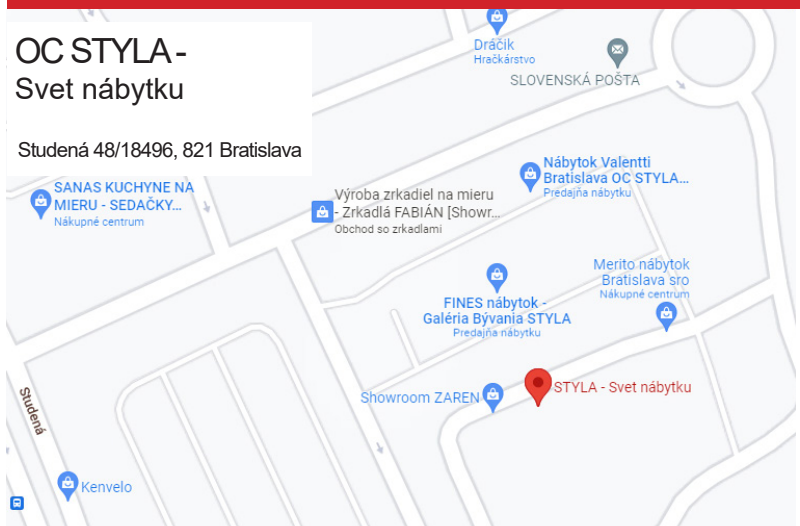 OC STYLA -
Svet nábytku
Studená 48/18496, 821 Bratislava
Dráčik
Hračkárstvo
SLOVENSKÁ POŠTA
SANAS KUCHYNE NA
MIERU - SEDAČKY...
Nákupné centrum
Výroba zrkadiel na mieru
- Zrkadlá FABIÁN [Showr...
Obchod so zrkadlami
Nábytok Valentti
Bratislava OC STYLA...
Predajňa nábytku
Merito nábytok
Bratislava sro
Nákupné centrum
FINES nábytok -
Galéria Bývania STYLA
Predajňa nábytku
Showroom ZAREN
STYLA - Svet nábytku
Studená
Kenvelo